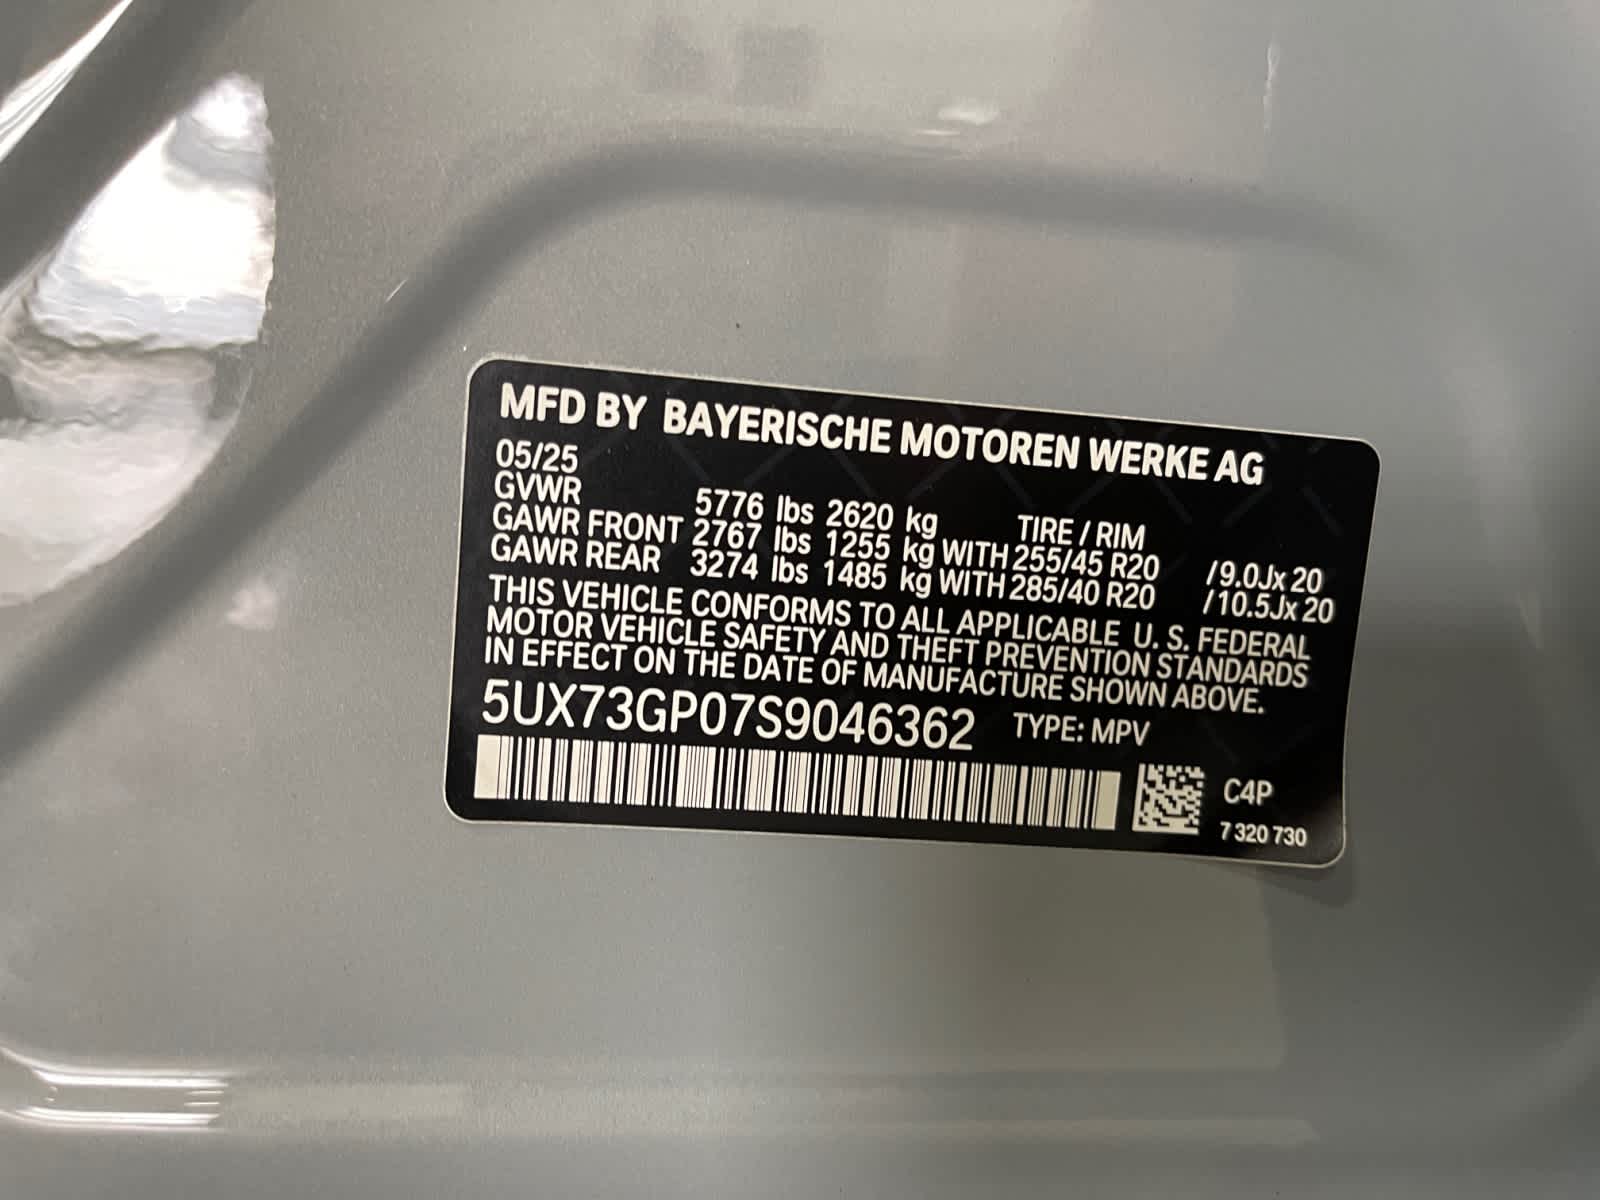 MFD BY BAYERISCHE MOTOREN WERKE AG
05/25
GVWR 5776 lbs 2620 kg TIRE / RIM
GAWR FRONT 2767 lbs 1255 kg WITH 255/45 R20 /9.0Jx 20
GAWR REAR 3274 lbs 1485 kg WITH 285/40 R20 /10.5Jx 20
THIS VEHICLE CONFORMS TO ALL APPLICABLE U. S. FEDERAL
MOTOR VEHICLE SAFETY AND THEFT PREVENTION STANDARDS
IN EFFECT ON THE DATE OF MANUFACTURE SHOWN ABOVE.
5UX73GP07S9046362 TYPE: MPV
C4P
7 320 730